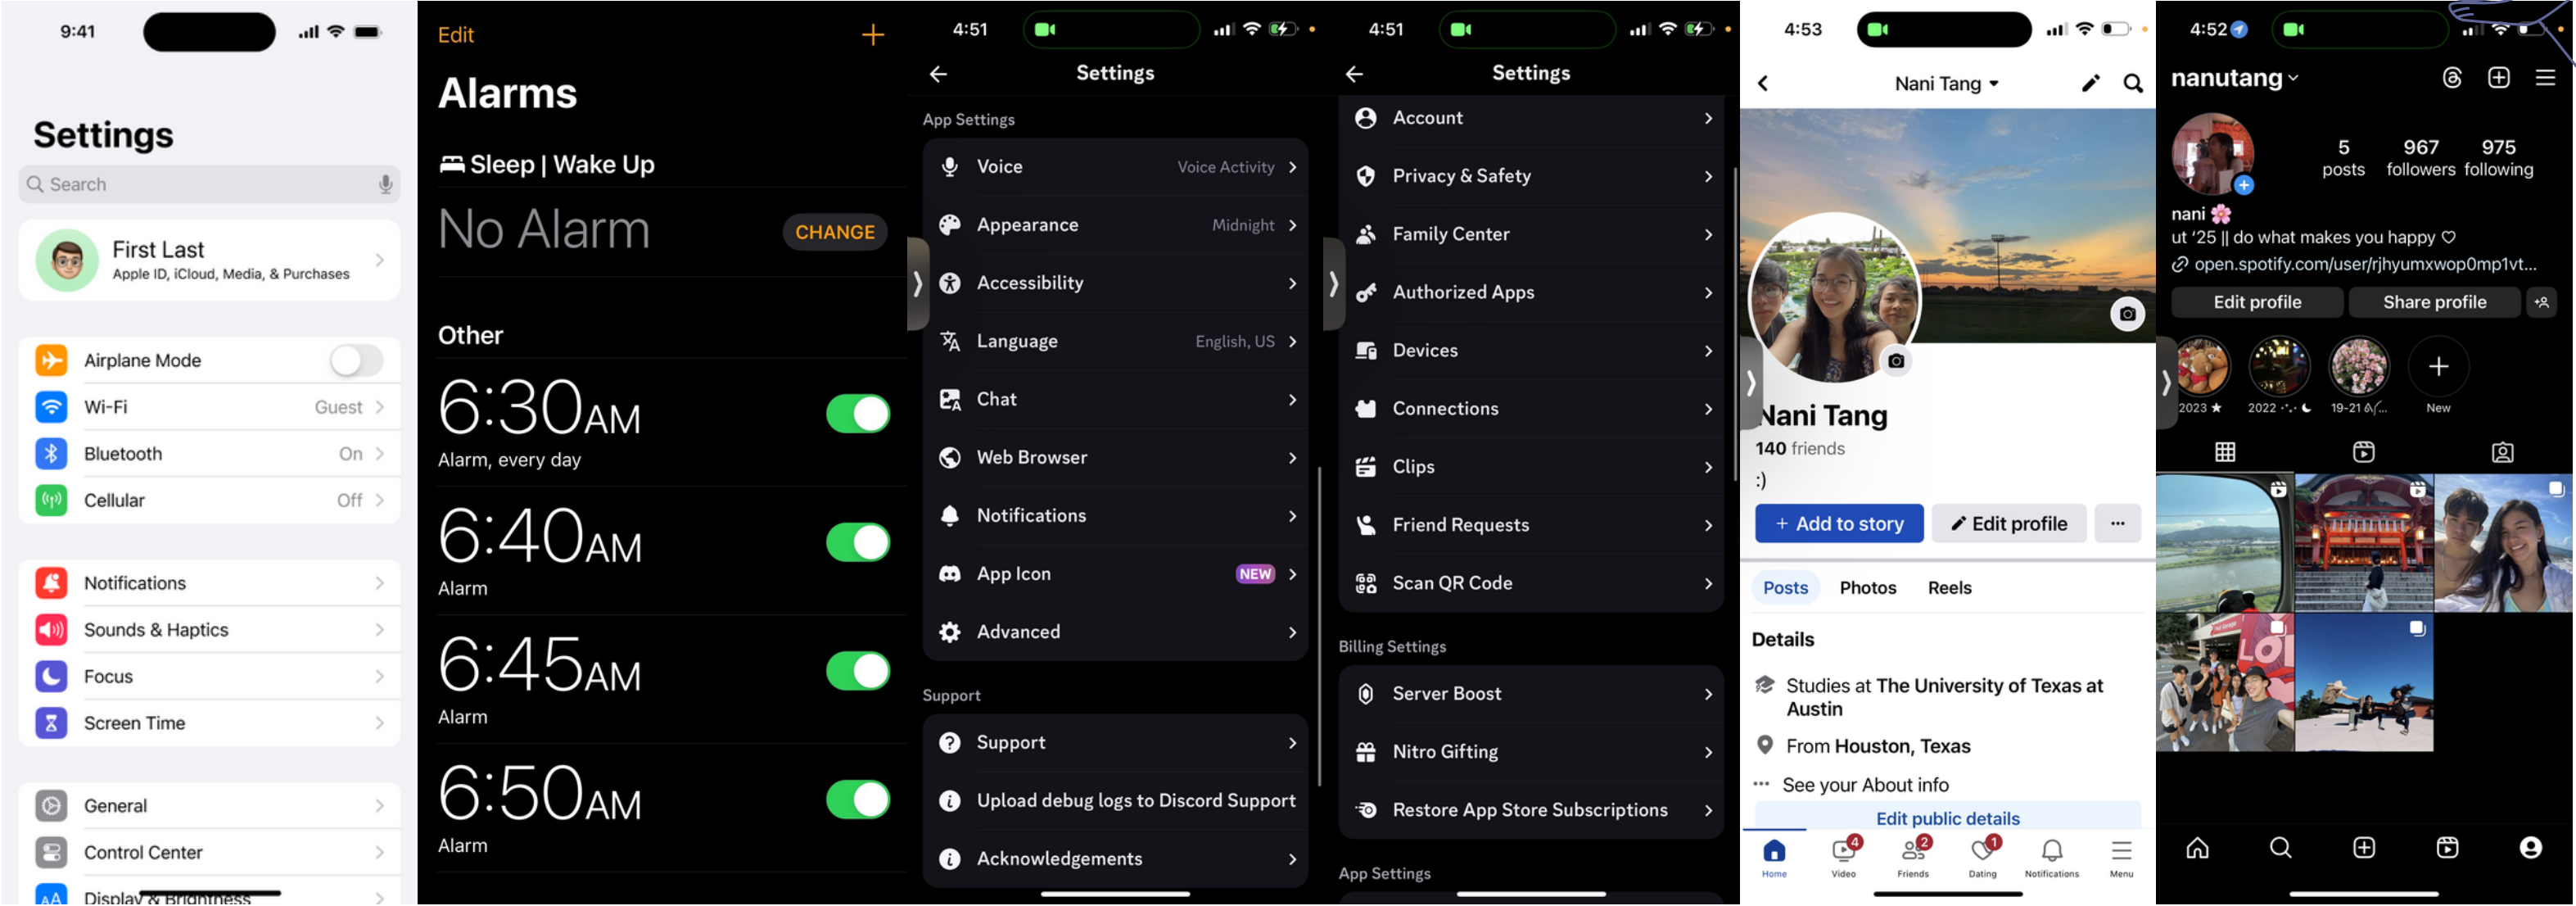 9:41
Settings
Search
First Last
Apple ID, iCloud, Media, & Purchases
Airplane Mode
Wi-Fi Guest
Bluetooth On
Cellular Off
Notifications
Sounds & Haptics
Focus
Screen Time
General
Control Center
Display & Brightness
Edit
Alarms
Sleep | Wake Up
No Alarm CHANGE
Other
6:30AM
Alarm, every day
6:40AM
Alarm
6:45AM
Alarm
6:50AM
Alarm
4:51
Settings
App Settings
Voice Voice Activity
Appearance Midnight
Accessibility
Language English, US
Chat
Web Browser
Notifications
App Icon NEW
Advanced
Support
Support
Upload debug logs to Discord Support
Acknowledgements
4:51
Settings
Account
Privacy & Safety
Family Center
Authorized Apps
Devices
Connections
Clips
Friend Requests
Scan QR Code
Billing Settings
Server Boost
Nitro Gifting
Restore App Store Subscriptions
App Settings
4:53
Nani Tang
Nani Tang
140 friends
:)
+ Add to story Edit profile ...
Posts Photos Reels
Details
Studies at The University of Texas at
Austin
From Houston, Texas
See your About info
Edit public details
4 2 1
Home Video Friends Dating Notifications Menu
4:52
nanutang
5 967 975
posts followers following
nani 🌸
ut '25 || do what makes you happy ♡
open.spotify.com/user/rjhyumxwop0mp1vt...
Edit profile Share profile
2023 ★ 2022 19-21 New